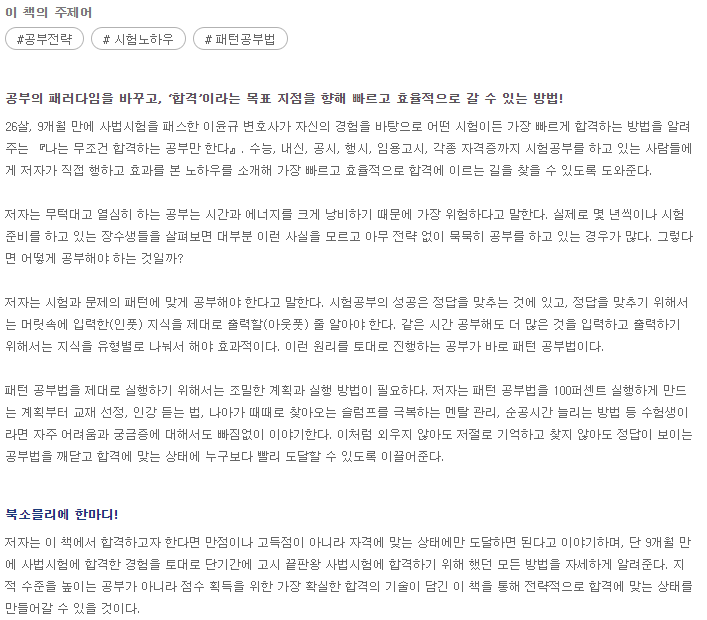 이 책의 주제어
#공부전략 # 시험노하우 # 패턴공부법
공부의 패러다임을 바꾸고, '합격'이라는 목표 지점을 향해 빠르고 효율적으로 갈 수 있는 방법!
26살, 9개월 만에 사법시험을 패스한 이윤규 변호사가 자신의 경험을 바탕으로 어떤 시험이든 가장 빠르게 합격하는 방법을 알려
주는 『나는 무조건 합격하는 공부만 한다』. 수능, 내신, 공시, 행시, 임용고시, 각종 자격증까지 시험공부를 하고 있는 사람들에
게 저자가 직접 행하고 효과를 본 노하우를 소개해 가장 빠르고 효율적으로 합격에 이르는 길을 찾을 수 있도록 도와준다.
저자는 무턱대고 열심히 하는 공부는 시간과 에너지를 크게 낭비하기 때문에 가장 위험하다고 말한다. 실제로 몇 년씩이나 시험
준비를 하고 있는 장수생들을 살펴보면 대부분 이런 사실을 모르고 아무 전략 없이 묵묵히 공부를 하고 있는 경우가 많다. 그렇다
면 어떻게 공부해야 하는 것일까?
저자는 시험과 문제의 패턴에 맞게 공부해야 한다고 말한다. 시험공부의 성공은 정답을 맞추는 것에 있고, 정답을 맞추기 위해서
는 머릿속에 입력한(인풋) 지식을 제대로 출력할(아웃풋) 줄 알아야 한다. 같은 시간 공부해도 더 많은 것을 입력하고 출력하기
위해서는 지식을 유형별로 나눠서 해야 효과적이다. 이런 원리를 토대로 진행하는 공부가 바로 패턴 공부법이다.
패턴 공부법을 제대로 실행하기 위해서는 조밀한 계획과 실행 방법이 필요하다. 저자는 패턴 공부법을 100퍼센트 실행하게 만드
는 계획부터 교재 선정, 인강 듣는 법, 나아가 때때로 찾아오는 슬럼프를 극복하는 멘탈 관리, 순공시간 늘리는 방법 등 수험생이
라면 자주 어려움과 궁금증에 대해서도 빠짐없이 이야기한다. 이처럼 외우지 않아도 저절로 기억하고 찾지 않아도 정답이 보이는
공부법을 깨닫고 합격에 맞는 상태에 누구보다 빨리 도달할 수 있도록 이끌어준다.
북소믈리에 한마디!
저자는 이 책에서 합격하고자 한다면 만점이나 고득점이 아니라 자격에 맞는 상태에만 도달하면 된다고 이야기하며, 단 9개월 만
에 사법시험에 합격한 경험을 토대로 단기간에 고시 끝판왕 사법시험에 합격하기 위해 했던 모든 방법을 자세하게 알려준다. 지
적 수준을 높이는 공부가 아니라 점수 획득을 위한 가장 확실한 합격의 기술이 담긴 이 책을 통해 전략적으로 합격에 맞는 상태를
만들어갈 수 있을 것이다.